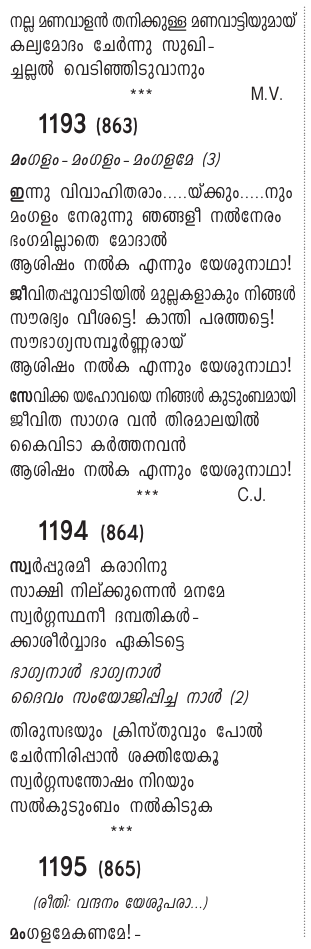 നല്ല മണവാളൻ തനിക്കുള്ള മണവാട്ടിയുമായ്
കല്യമോദം ചേർന്നു സുഖി-
ച്ചല്ലൽ വെടിഞ്ഞിടുവാനും
*** M.V.
1193 (863)
മംഗളം - മംഗളം - മംഗളമേ (3)
ഇന്നു വിവാഹിതരാം.....യ്ക്കും.....നും
മംഗളം നേരുന്നു ഞങ്ങളീ നൽനേരം
ഭംഗമില്ലാതെ മോദാൽ
ആശിഷം നൽക എന്നും യേശുനാഥാ!
ജീവിതപ്പൂവാടിയിൽ മുല്ലകളാകും നിങ്ങൾ
സൗരഭ്യം വീശട്ടെ! കാന്തി പരത്തട്ടെ!
സൗഭാഗ്യസമ്പൂർണ്ണരായ്
ആശിഷം നൽക എന്നും യേശുനാഥാ!
സേവിക്ക യഹോവയെ നിങ്ങൾ കുടുംബമായി
ജീവിത സാഗര വൻ തിരമാലയിൽ
കൈവിടാ കർത്തനവൻ
ആശിഷം നൽക എന്നും യേശുനാഥാ!
*** C.J.
1194 (864)
സ്വർപ്പുരമീ കരാറിനു
സാക്ഷി നില്ക്കുന്നെൻ മനമേ
സ്വർഗ്ഗസ്ഥനീ ദമ്പതികൾ-
ക്കാശീർവ്വാദം ഏകിടട്ടെ
ഭാഗ്യനാൾ ഭാഗ്യനാൾ
ദൈവം സംയോജിപ്പിച്ച നാൾ (2)
തിരുസഭയും ക്രിസ്തുവും പോൽ
ചേർന്നിരിപ്പാൻ ശക്തിയേകൂ
സ്വർഗ്ഗസന്തോഷം നിറയും
സൽകുടുംബം നൽകിടുക
***
1195 (865)
(രീതി: വന്ദനം യേശുപരാ...)
മംഗളമേകണമേ! -